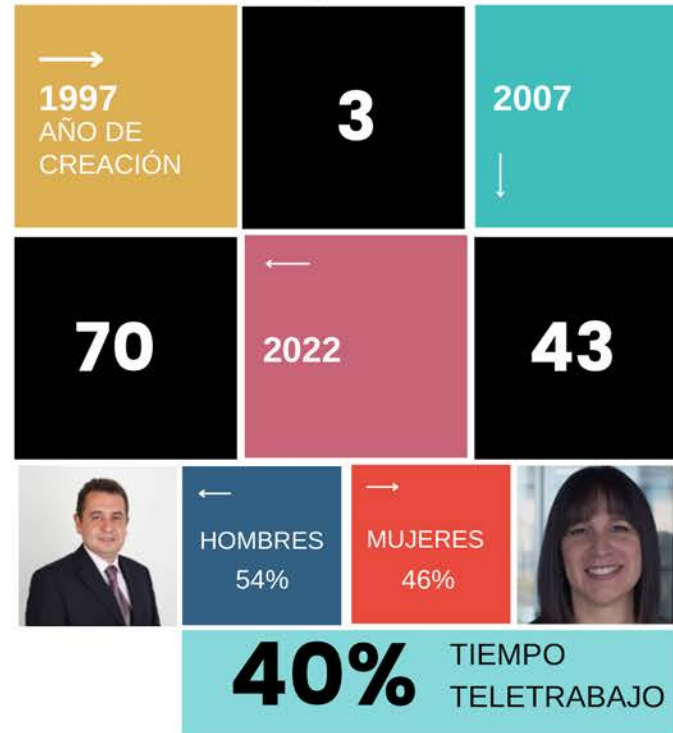 1997
AÑO DE
CREACIÓN
3
2007
70
2022
43
HOMBRES
54%
MUJERES
46%
40%
TIEMPO
TELETRABAJO